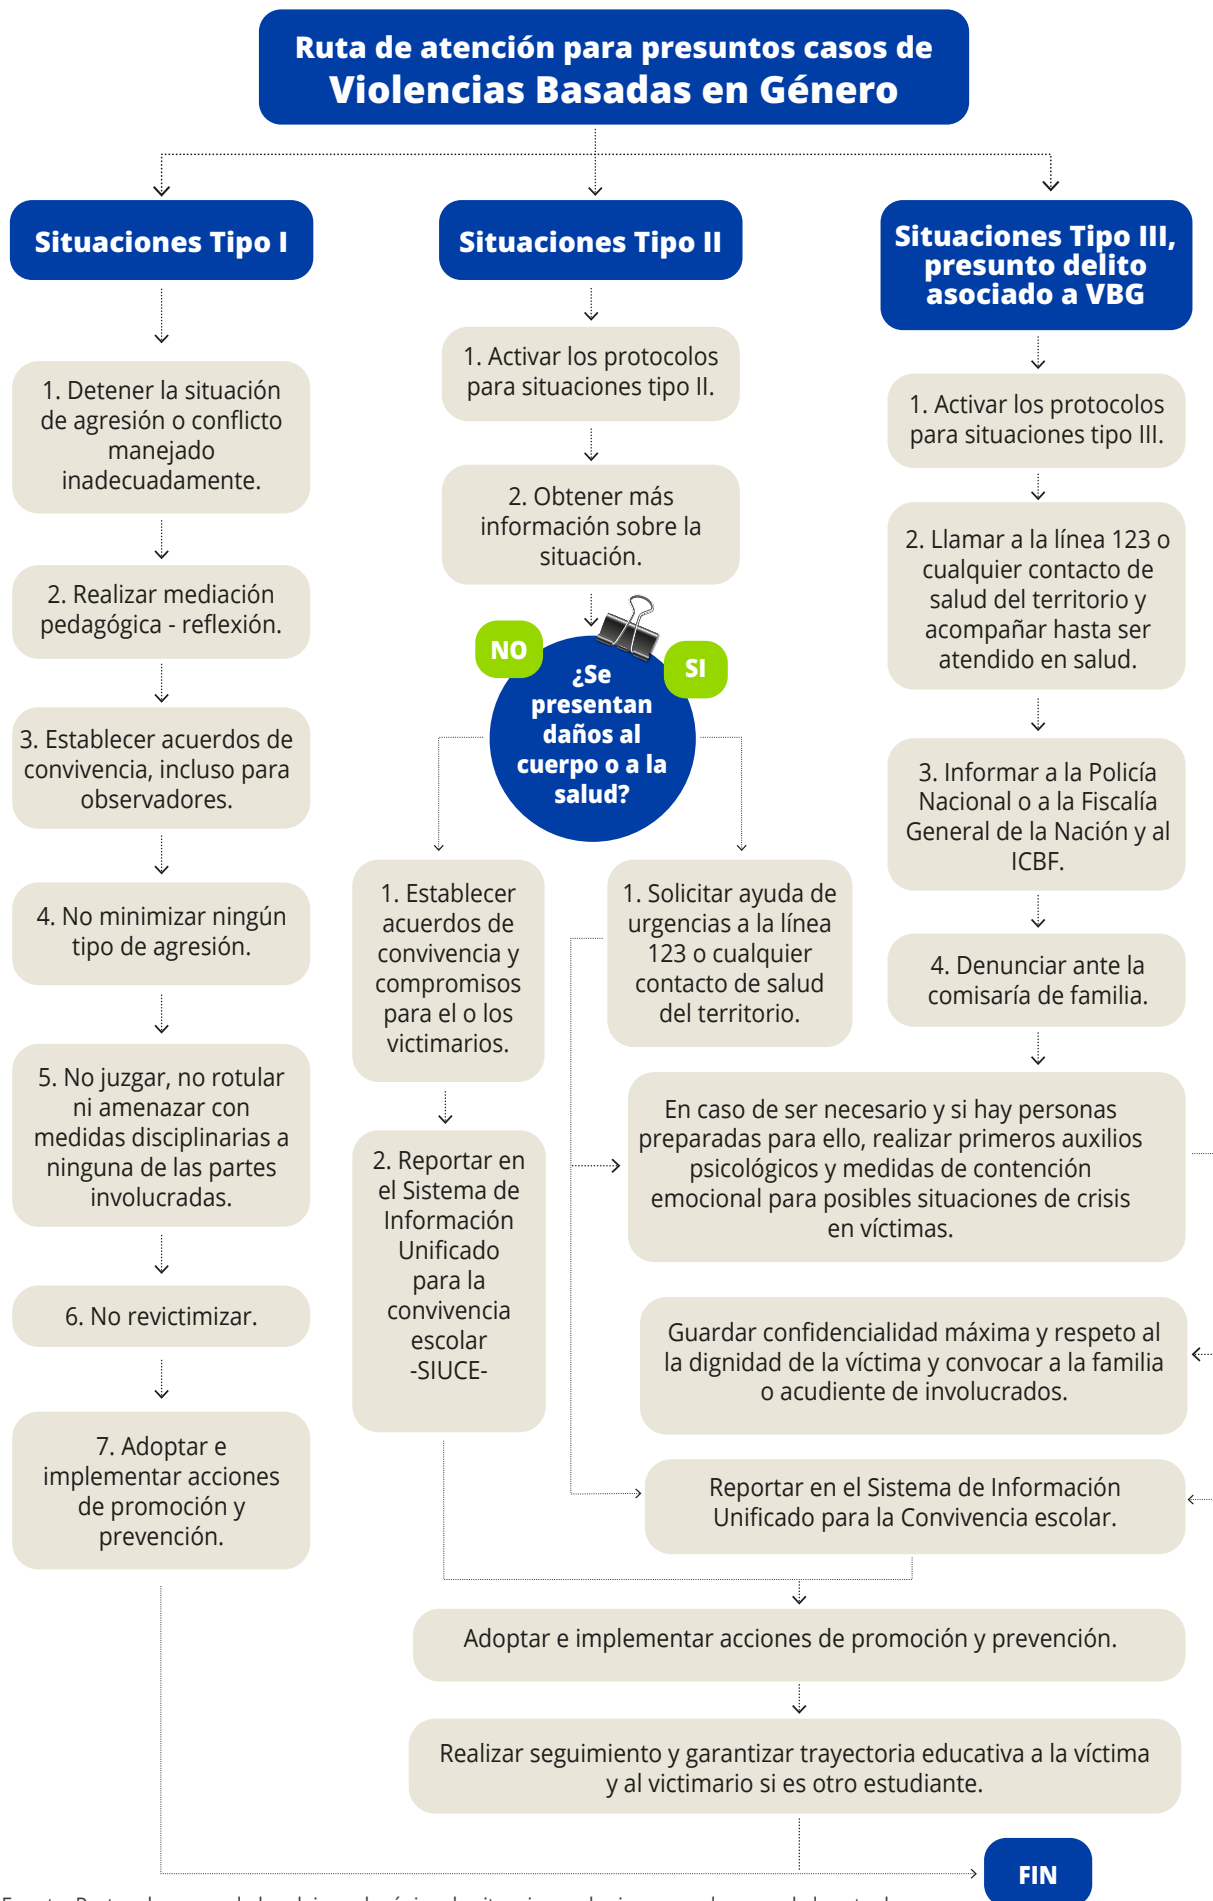 Ruta de atención para presuntos casos de
Violencias Basadas en Género
Situaciones Tipo I
1. Detener la situación
de agresión o conflicto
manejado
inadecuadamente.
2. Realizar mediación
pedagógica - reflexión.
3. Establecer acuerdos de
convivencia, incluso para
observadores.
4. No minimizar ningún
tipo de agresión.
5. No juzgar, no rotular
ni amenazar con
medidas disciplinarias a
ninguna de las partes
involucradas.
6. No revictimizar.
7. Adoptar e
implementar acciones
de promoción y
prevención.
Situaciones Tipo II
1. Activar los protocolos
para situaciones tipo II.
2. Obtener más
información sobre la
situación.
NO
SI
¿Se
presentan
daños al
cuerpo o a la
salud?
1. Establecer
acuerdos de
convivencia y
compromisos
para el o los
victimarios.
2. Reportar en
el Sistema de
Información
Unificado
para la
convivencia
escolar
-SIUCE-
1. Solicitar ayuda de
urgencias a la línea
123 o cualquier
contacto de salud
del territorio.
Situaciones Tipo III,
presunto delito
asociado a VBG
1. Activar los protocolos
para situaciones tipo III.
2. Llamar a la línea 123 o
cualquier contacto de
salud del territorio y
acompañar hasta ser
atendido en salud.
3. Informar a la Policía
Nacional o a la Fiscalía
General de la Nación y al
ICBF.
4. Denunciar ante la
comisaría de familia.
En caso de ser necesario y si hay personas
preparadas para ello, realizar primeros auxilios
psicológicos y medidas de contención
emocional para posibles situaciones de crisis
en víctimas.
Guardar confidencialidad máxima y respeto al
la dignidad de la víctima y convocar a la familia
o acudiente de involucrados.
Reportar en el Sistema de Información
Unificado para la Convivencia escolar.
Adoptar e implementar acciones de promoción y prevención.
Realizar seguimiento y garantizar trayectoria educativa a la víctima
y al victimario si es otro estudiante.
FIN